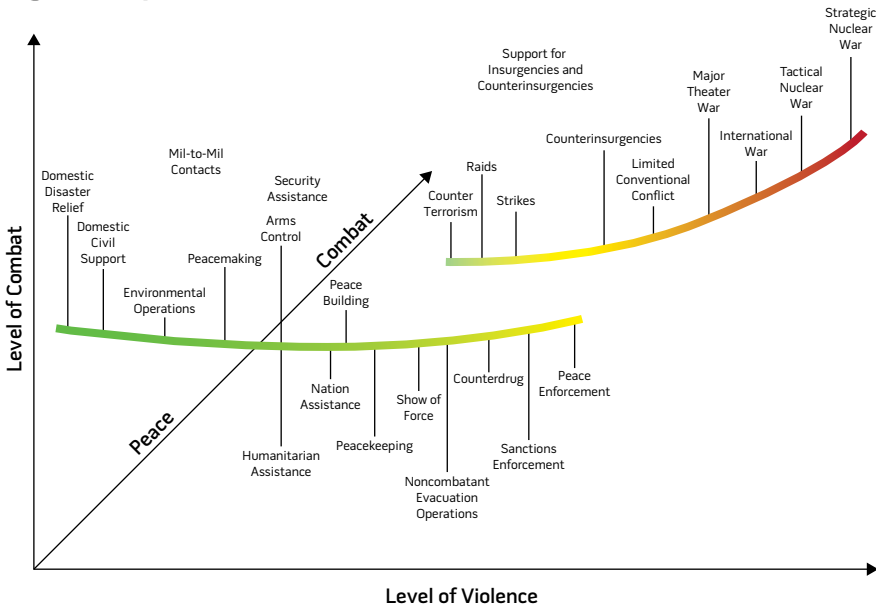 Strategic
Nuclear
War
Support for
Insurgencies and
Counterinsurgencies
Major
Theater
War
Tactical
Nuclear
War
Counterinsurgencies
International
War
Limited
Conventional
Conflict
Raids
Counter
Terrorism
Strikes
Mil-to-Mil
Contacts
Security
Assistance
Arms
Control
Domestic
Disaster
Relief
Domestic
Civil
Support
Environmental
Operations
Peacemaking
Peace
Building
Combat
Peace
Nation
Assistance
Humanitarian
Assistance
Peacekeeping
Show of
Force
Noncombatant
Evacuation
Operations
Counterdrug
Sanctions
Enforcement
Peace
Enforcement
Level of Combat
Level of Violence